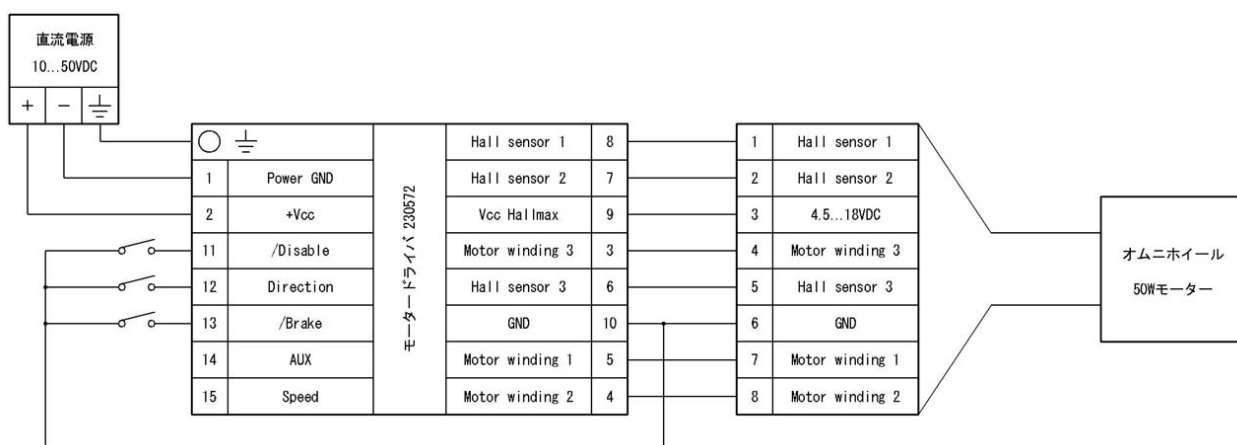 直流電源
10...50VDC
+ −
Hall sensor 1 8
1 Power GND Hall sensor 2 7
2 +Vcc Vcc Hallmax 9
11 /Disable Motor winding 3 3
12 Direction Hall sensor 3 6
13 /Brake GND 10
14 AUX Motor winding 1 5
15 Speed Motor winding 2 4
モータードライバ 230572
1 Hall sensor 1
2 Hall sensor 2
3 4.5...18VDC
4 Motor winding 3
5 Hall sensor 3
6 GND
7 Motor winding 1
8 Motor winding 2
オムニホイール
50Wモーター